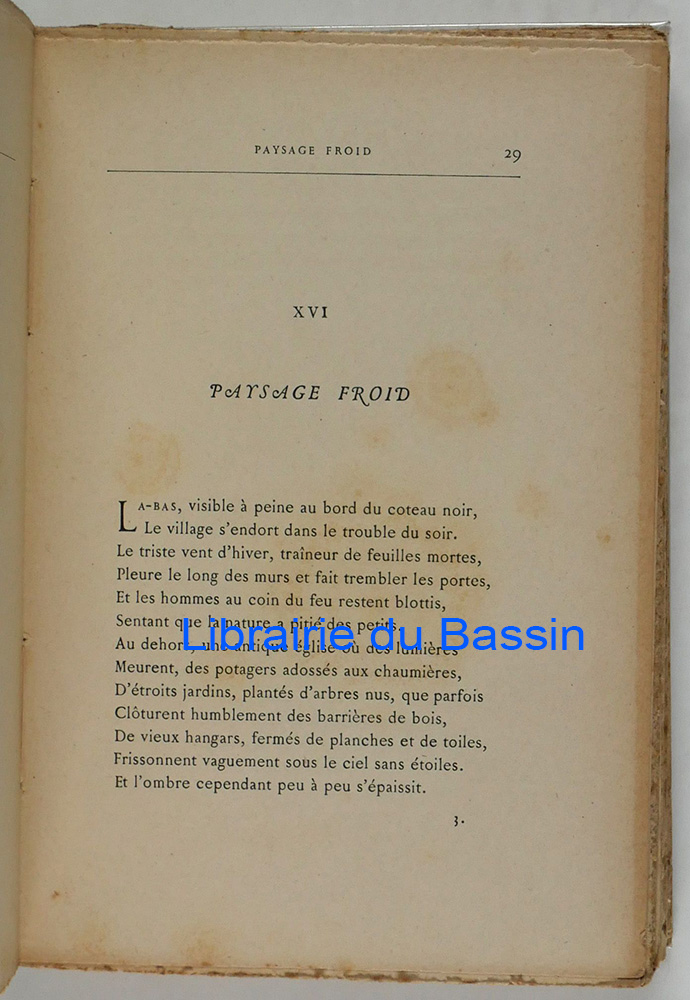 PAYSAGE FROID 29
XVI
PAYSAGE FROID
LA-BAS, visible à peine au bord du coteau noir,
Le village s'endort dans le trouble du soir.
Le triste vent d'hiver, traîneur de feuilles mortes,
Pleure le long des murs et fait trembler les portes,
Et les hommes au coin du feu restent blottis,
Sentant que la nature a pitié des petits.
Librairie du Bassin
Au dehors, une antique église où des lumières
Meurent, des potagers adossés aux chaumières,
D'étroits jardins, plantés d'arbres nus, que parfois
Clôturent humblement des barrières de bois,
De vieux hangars, fermés de planches et de toiles,
Frissonnent vaguement sous le ciel sans étoiles.
Et l'ombre cependant peu à peu s'épaissit.
3.